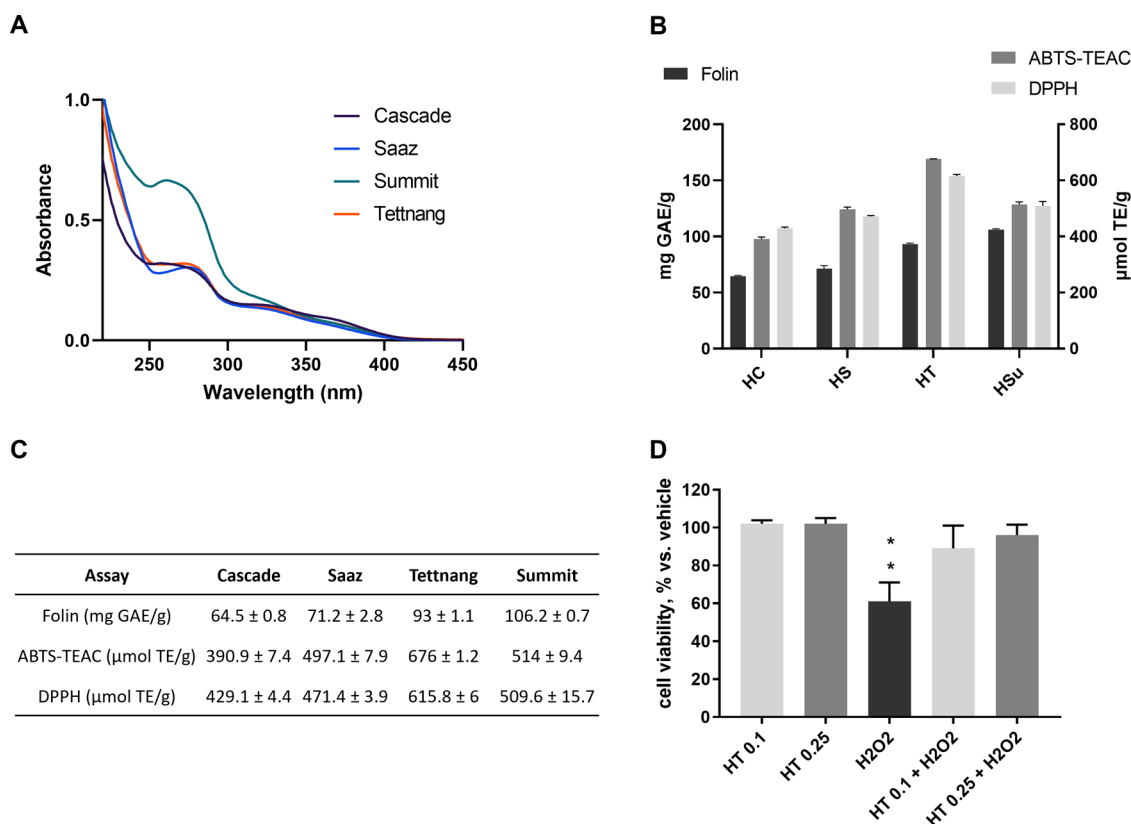 A
1.0
0.5
0.0
Absorbance
250 300 350 400 450
Wavelength (nm)
Cascade
Saaz
Summit
Tettnang
B
Folin
ABTS-TEAC
DPPH
200
150
100
50
0
mg GAE/g
800
600
400
200
0
µmol TE/g
HC HS HT HSu
C
Assay Cascade Saaz Tettnang Summit
Folin (mg GAE/g) 64.5 ± 0.8 71.2 ± 2.8 93 ± 1.1 106.2 ± 0.7
ABTS-TEAC (µmol TE/g) 390.9 ± 7.4 497.1 ± 7.9 676 ± 1.2 514 ± 9.4
DPPH (µmol TE/g) 429.1 ± 4.4 471.4 ± 3.9 615.8 ± 6 509.6 ± 15.7
D
120
100
80
60
40
20
0
cell viability, % vs. vehicle
*
*
HT 0.1
HT 0.25
H2O2
HT 0.1 + H2O2
HT 0.25 + H2O2